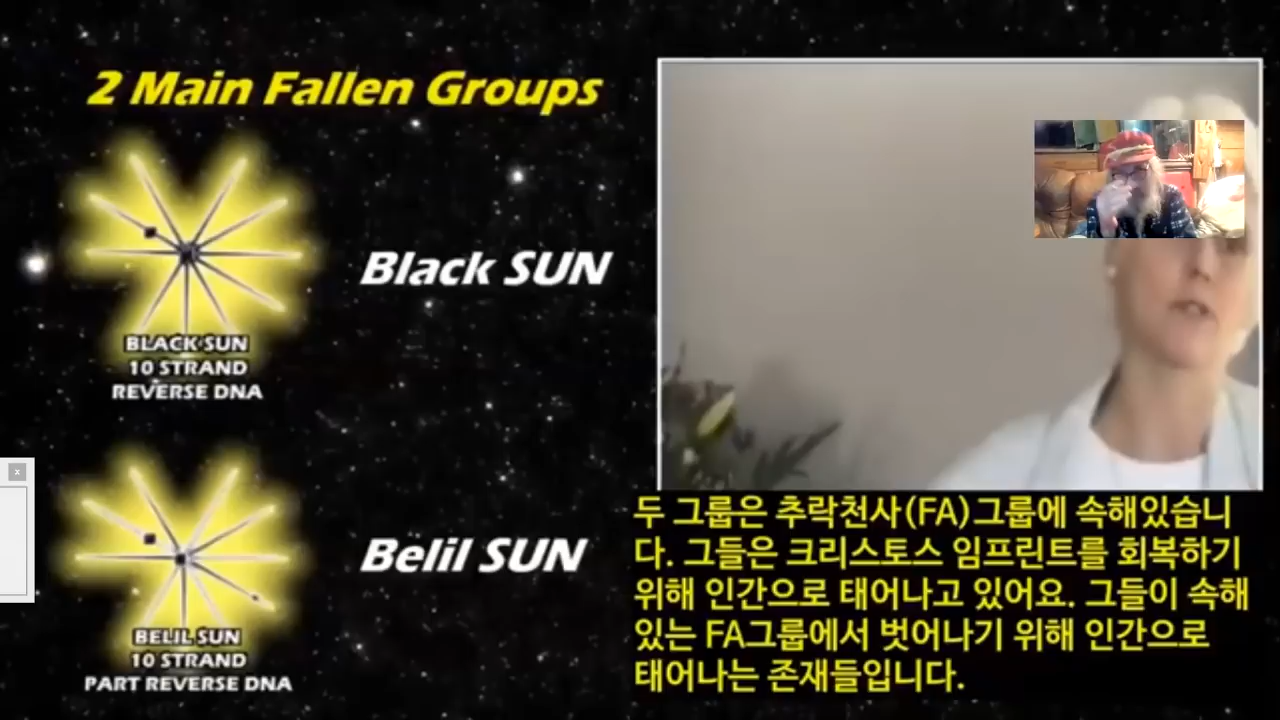 2 Main Fallen Groups
BLACK SUN
10 STRAND
REVERSE DNA
Black SUN
BELIL SUN
10 STRAND
PART REVERSE DNA
Belil SUN
x
두 그룹은 추락천사(FA)그룹에 속해있습니
다. 그들은 크리스토스 임프린트를 회복하기
위해 인간으로 태어나고 있어요. 그들이 속해
있는 FA그룹에서 벗어나기 위해 인간으로
태어나는 존재들입니다.